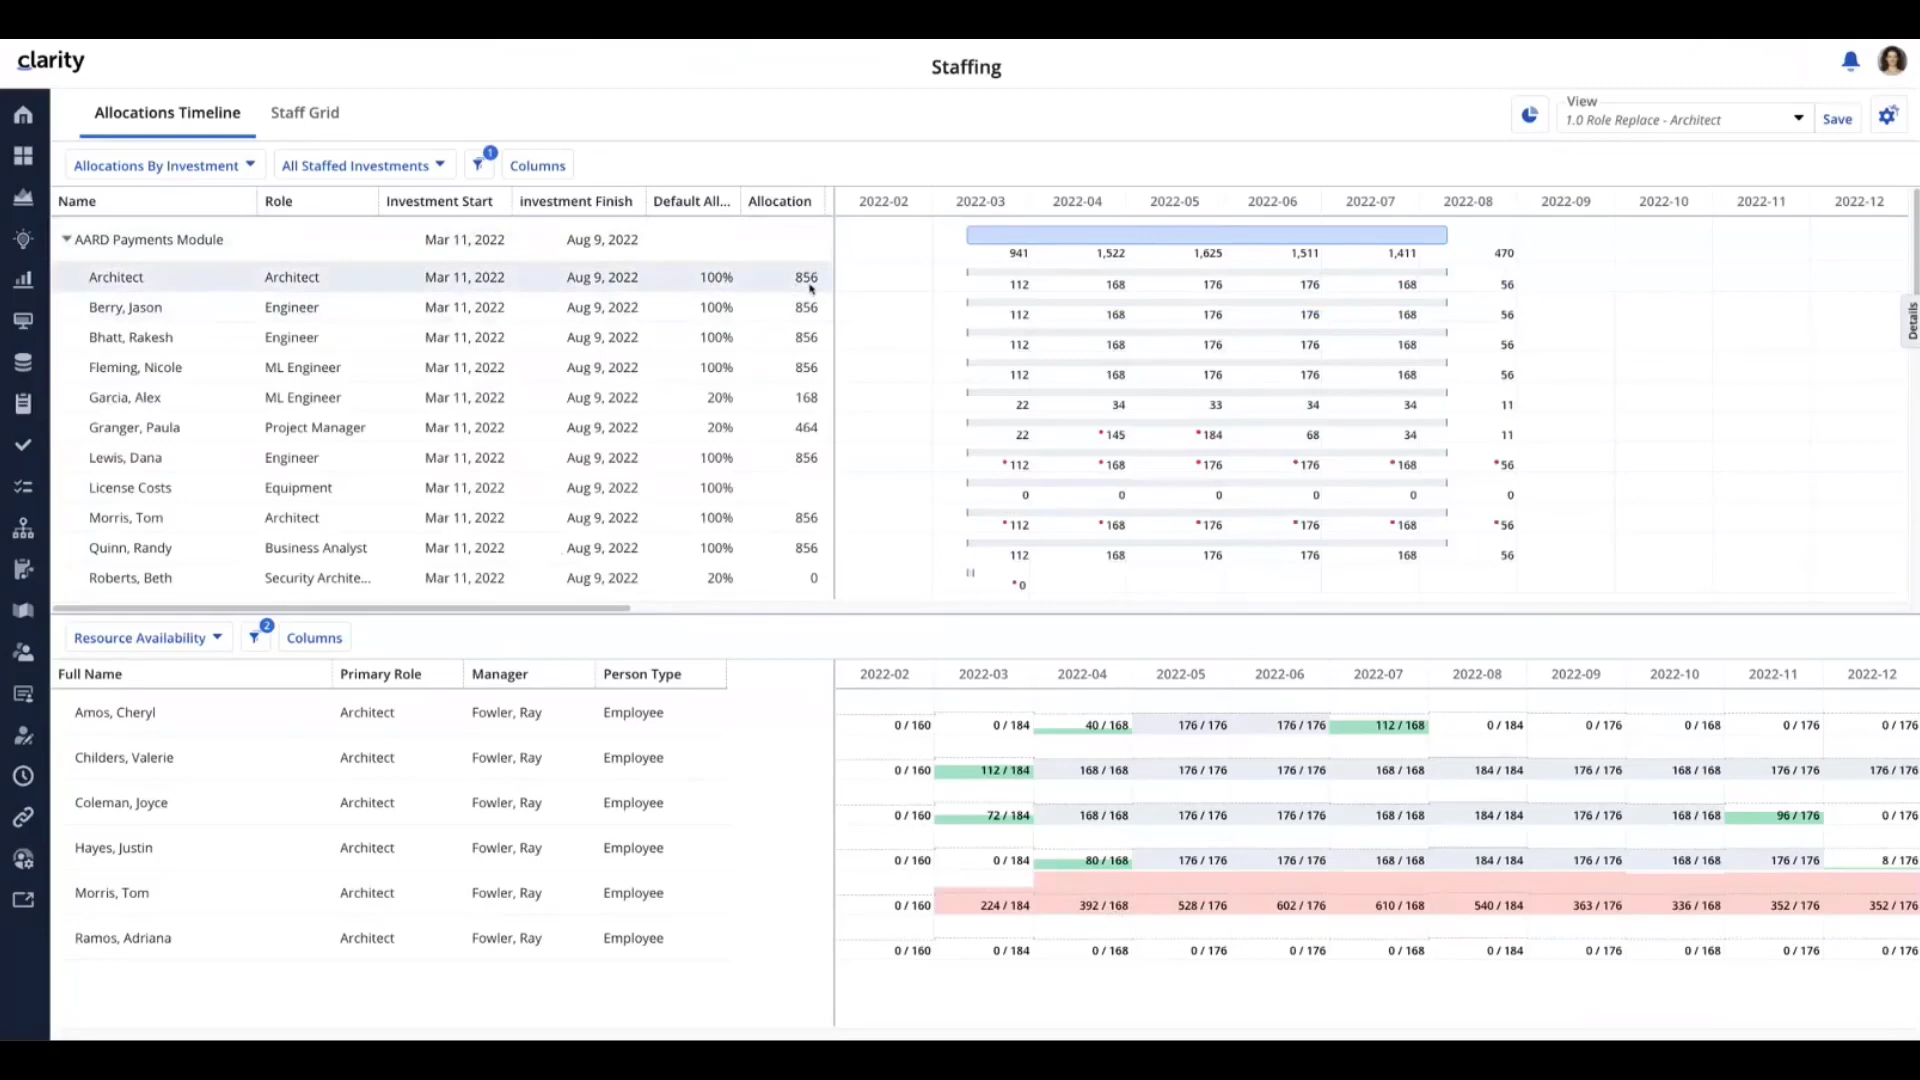 clarity
Staffing
Allocations Timeline Staff Grid
View
1.0 Role Replace - Architect Save
Allocations By Investment All Staffed Investments 1 Columns
Name Role Investment Start investment Finish Default All... Allocation 2022-02 2022-03 2022-04 2022-05 2022-06 2022-07 2022-08 2022-09 2022-10 2022-11 2022-12
AARD Payments Module Mar 11, 2022 Aug 9, 2022 941 1,522 1,625 1,511 1,411 470
Architect Architect Mar 11, 2022 Aug 9, 2022 100% 856 112 168 176 176 168 56
Berry, Jason Engineer Mar 11, 2022 Aug 9, 2022 100% 856 112 168 176 176 168 56
Bhatt, Rakesh Engineer Mar 11, 2022 Aug 9, 2022 100% 856 112 168 176 176 168 56
Fleming, Nicole ML Engineer Mar 11, 2022 Aug 9, 2022 100% 856 112 168 176 176 168 56
Garcia, Alex ML Engineer Mar 11, 2022 Aug 9, 2022 20% 168 22 34 33 34 34 11
Granger, Paula Project Manager Mar 11, 2022 Aug 9, 2022 20% 464 22 145 184 68 34 11
Lewis, Dana Engineer Mar 11, 2022 Aug 9, 2022 100% 856 112 168 176 176 168 56
License Costs Equipment Mar 11, 2022 Aug 9, 2022 100% 0 0 0 0 0 0
Morris, Tom Architect Mar 11, 2022 Aug 9, 2022 100% 856 112 168 176 176 168 56
Quinn, Randy Business Analyst Mar 11, 2022 Aug 9, 2022 100% 856 112 168 176 176 168 56
Roberts, Beth Security Archite... Mar 11, 2022 Aug 9, 2022 20% 0 0
Details
Resource Availability 2 Columns
Full Name Primary Role Manager Person Type 2022-02 2022-03 2022-04 2022-05 2022-06 2022-07 2022-08 2022-09 2022-10 2022-11 2022-12
Amos, Cheryl Architect Fowler, Ray Employee 0 / 160 0 / 184 40 / 168 176 / 176 176 / 176 112 / 168 0 / 184 0 / 176 0 / 168 0 / 176 0 / 176
Childers, Valerie Architect Fowler, Ray Employee 0 / 160 112 / 184 168 / 168 176 / 176 176 / 176 168 / 168 184 / 184 176 / 176 168 / 168 176 / 176 176 / 176
Coleman, Joyce Architect Fowler, Ray Employee 0 / 160 72 / 184 168 / 168 176 / 176 176 / 176 168 / 168 184 / 184 176 / 176 168 / 168 96 / 176 0 / 176
Hayes, Justin Architect Fowler, Ray Employee 0 / 160 0 / 184 80 / 168 176 / 176 176 / 176 168 / 168 184 / 184 176 / 176 168 / 168 176 / 176 8 / 176
Morris, Tom Architect Fowler, Ray Employee 0 / 160 224 / 184 392 / 168 528 / 176 602 / 176 610 / 168 540 / 184 363 / 176 336 / 168 352 / 176 352 / 176
Ramos, Adriana Architect Fowler, Ray Employee 0 / 160 0 / 184 0 / 168 0 / 176 0 / 176 0 / 168 0 / 184 0 / 176 0 / 168 0 / 176 0 / 176